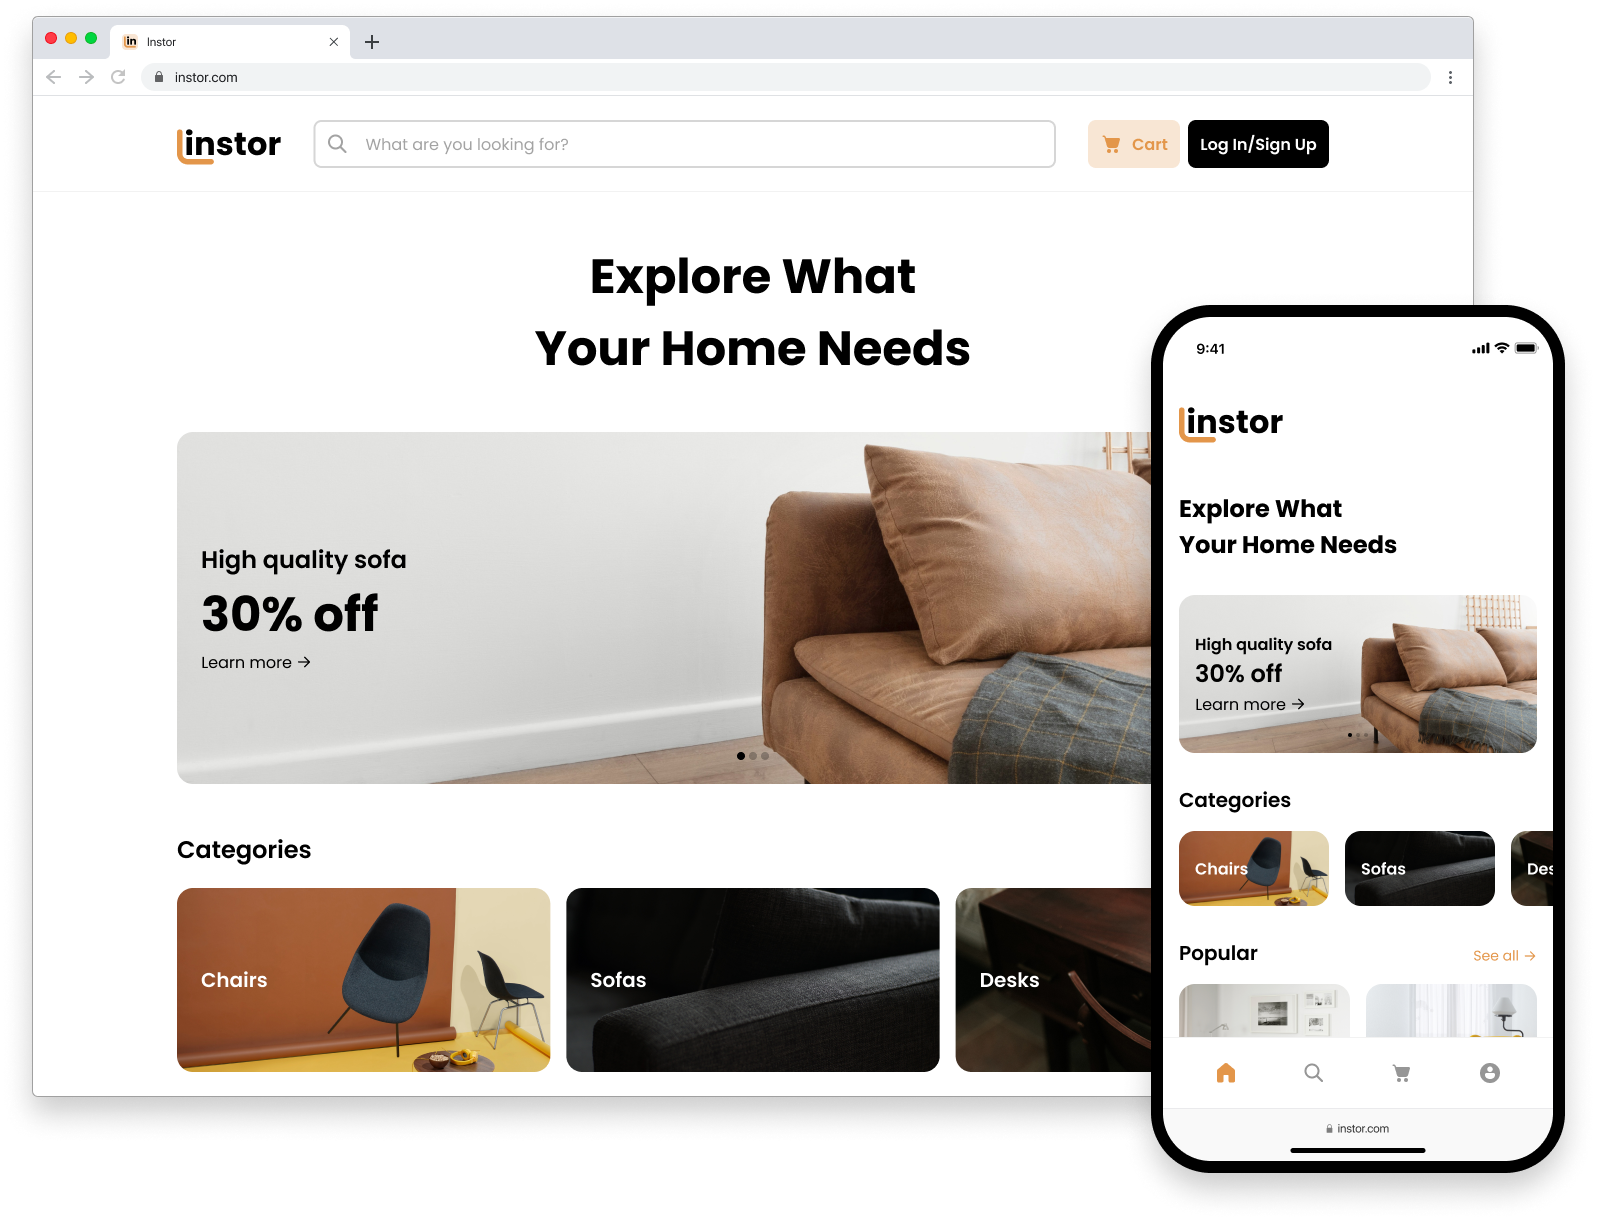 in Instor
instor.com
instor
What are you looking for?
Cart
Log In/Sign Up
Explore What
Your Home Needs
High quality sofa
30% off
Learn more →
Categories
Chairs
Sofas
Desks
9:41
instor
Explore What
Your Home Needs
High quality sofa
30% off
Learn more →
Categories
Chairs
Sofas
Des
Popular
See all →
instor.com